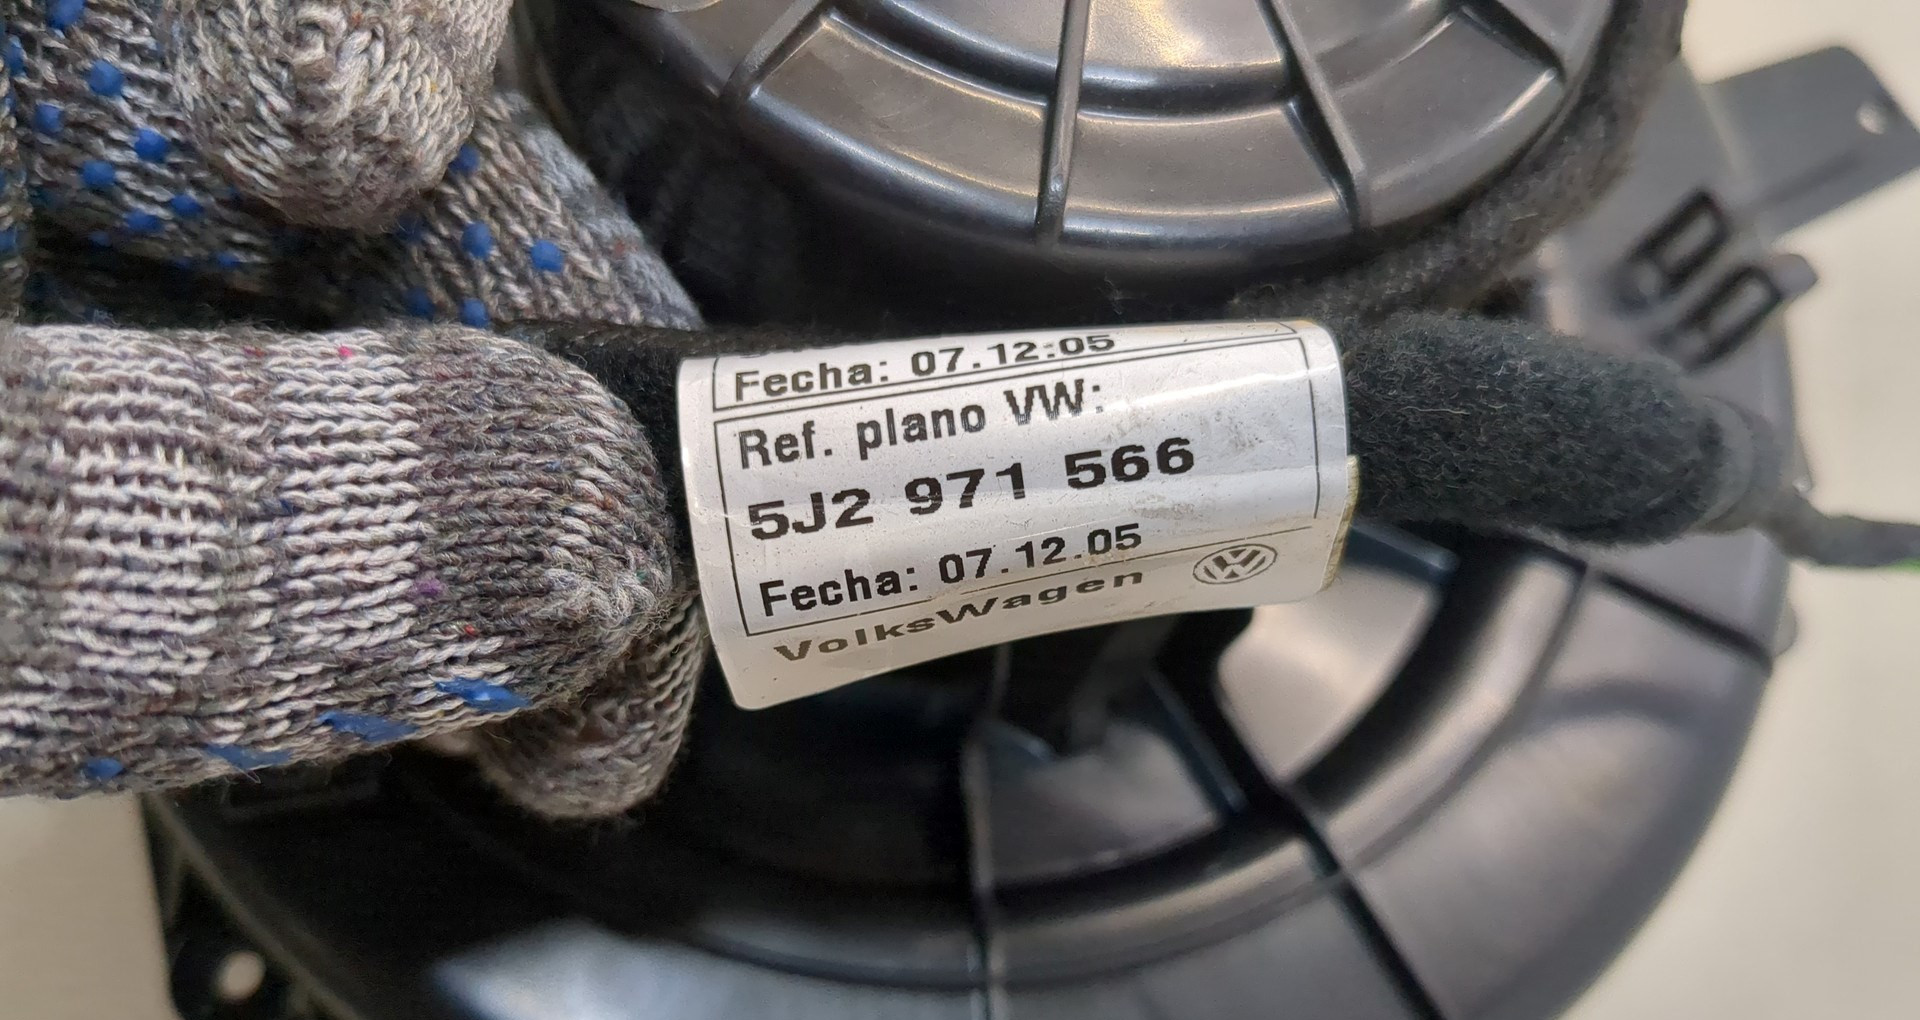 Fecha: 07.12.05
Ref. plano VW:
5J2 971 566
Fecha: 07.12.05
VolksWagen